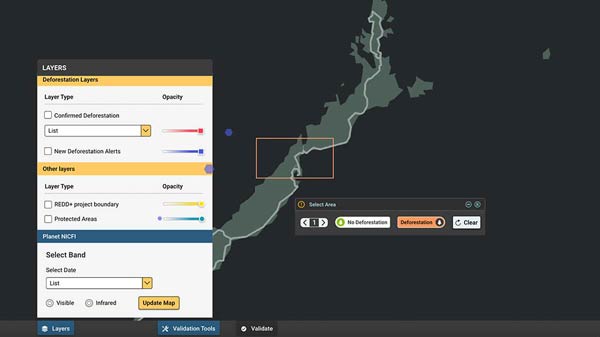 LAYERS
Deforestation Layers
Layer Type Opacity
Confirmed Deforestation
List
New Deforestation Alerts
Other layers
Layer Type Opacity
REDD+ project boundary
Protected Areas
Planet NICFI
Select Band
Select Date
List
Visible Infrared Update Map
Select Area
1 No Deforestation Deforestation Clear
Layers Validation Tools Validate